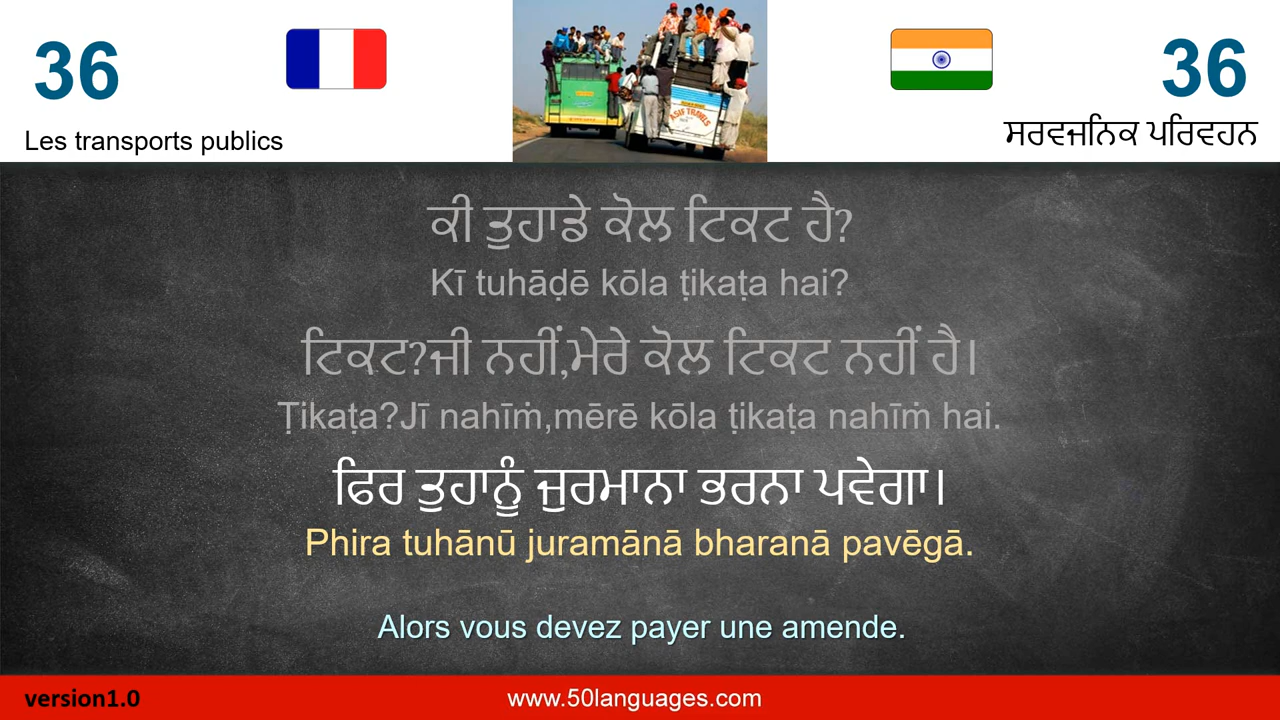 36
36
Les transports publics
ਸਰਵਜਨਿਕ ਪਰਿਵਹਨ
ASIF TRAVELS
ਕੀ ਤੁਹਾਡੇ ਕੋਲ ਟਿਕਟ ਹੈ?
Kī tuhāḍē kōla ṭikaṭa hai?
ਟਿਕਟ?ਜੀ ਨਹੀਂ,ਮੇਰੇ ਕੋਲ ਟਿਕਟ ਨਹੀਂ ਹੈ।
Ṭikaṭa?Jī nahīṁ,mērē kōla ṭikaṭa nahīṁ hai.
ਫਿਰ ਤੁਹਾਨੂੰ ਜੁਰਮਾਨਾ ਭਰਨਾ ਪਵੇਗਾ।
Phira tuhānū juramānā bharanā pavēgā.
Alors vous devez payer une amende.
version1.0
www.50languages.com